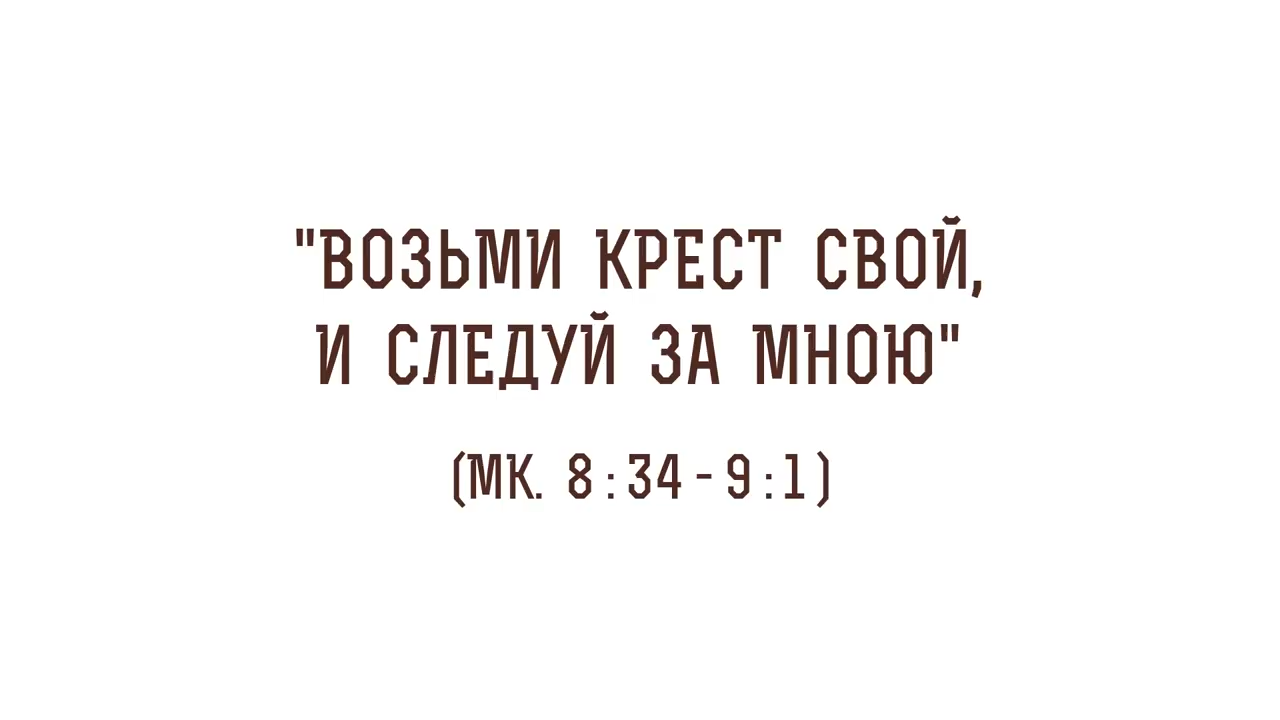 "ВОЗЬМИ КРЕСТ СВОЙ,
И СЛЕДУЙ ЗА МНОЮ"
(МК. 8:34-9:1)